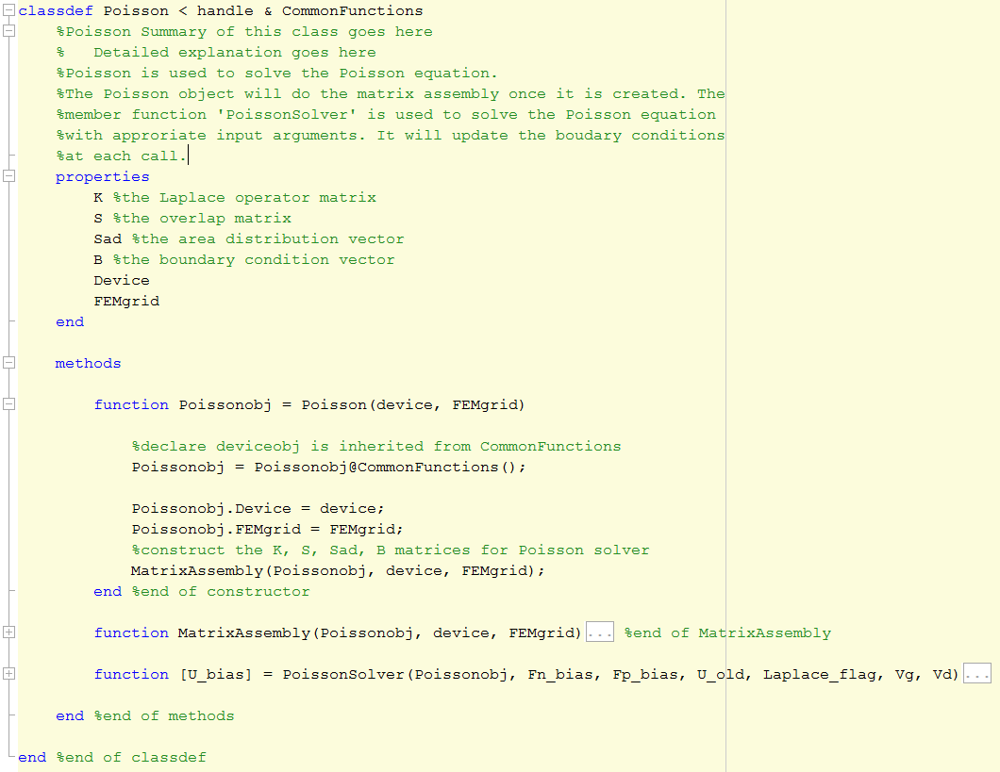 classdef Poisson < handle & CommonFunctions
%Poisson Summary of this class goes here
%   Detailed explanation goes here
%Poisson is used to solve the Poisson equation.
%The Poisson object will do the matrix assembly once it is created. The
%member function 'PoissonSolver' is used to solve the Poisson equation
%with approriate input arguments. It will update the boudary conditions
%at each call.
properties
K %the Laplace operator matrix
S %the overlap matrix
Sad %the area distribution vector
B %the boundary condition vector
Device
FEMgrid
end
methods
function Poissonobj = Poisson(device, FEMgrid)
%declare deviceobj is inherited from CommonFunctions
Poissonobj = Poissonobj@CommonFunctions();
Poissonobj.Device = device;
Poissonobj.FEMgrid = FEMgrid;
%construct the K, S, Sad, B matrices for Poisson solver
MatrixAssembly(Poissonobj, device, FEMgrid);
end %end of constructor
function MatrixAssembly(Poissonobj, device, FEMgrid)... %end of MatrixAssembly
function [U_bias] = PoissonSolver(Poissonobj, Fn_bias, Fp_bias, U_old, Laplace_flag, Vg, Vd)...
end %end of methods
end %end of classdef